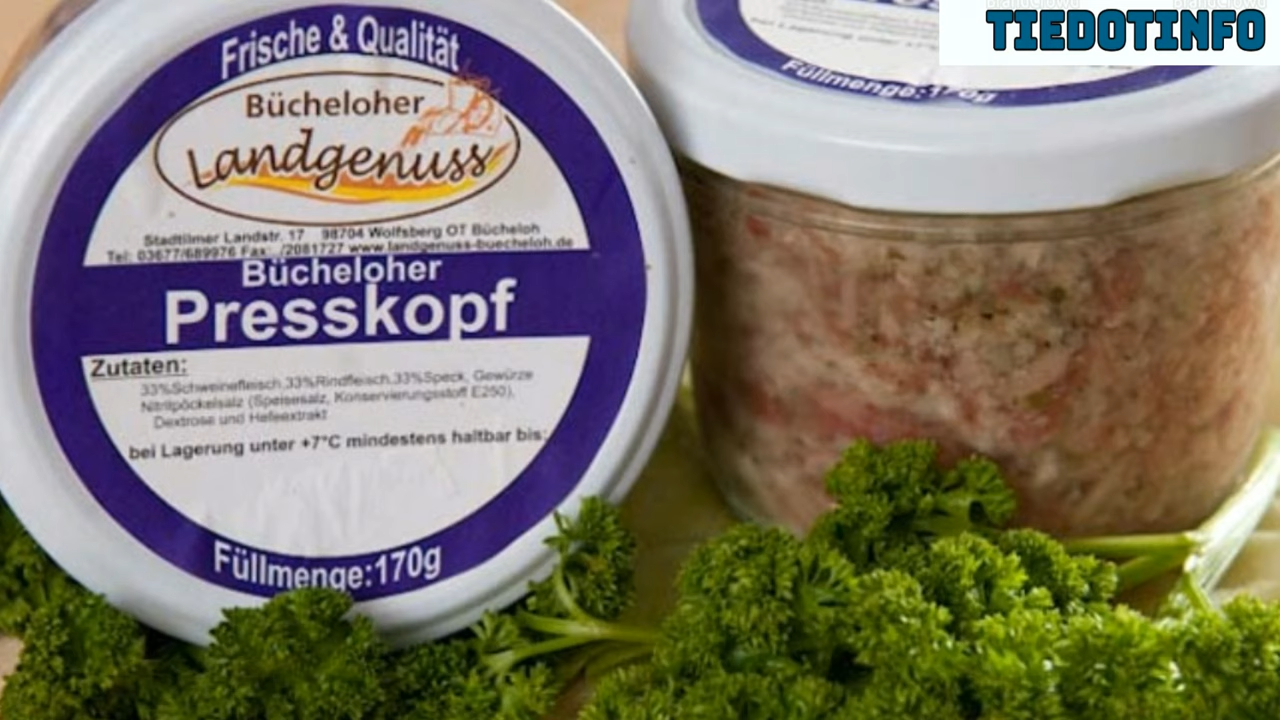 Frische & Qualität
Bücheloher
Landgenuss
Stadtilmer Landstr. 17 98704 Wolfsberg OT Bücheloh
Tel: 03677/689976 Fax: ./2081727 www.landgenuss-buecheloh.de
Bücheloher
Presskopf
Zutaten:
33%Schweinefleisch,33%Rindfleisch,33%Speck, Gewürze
Nitritpöckelsalz (Speisesalz, Konservierungsstoff E250),
Dextrose und Hefeextrakt
bei Lagerung unter +7°C mindestens haltbar bis:
Füllmenge:170g
Füllmenge:170g
TIEDOTINFO